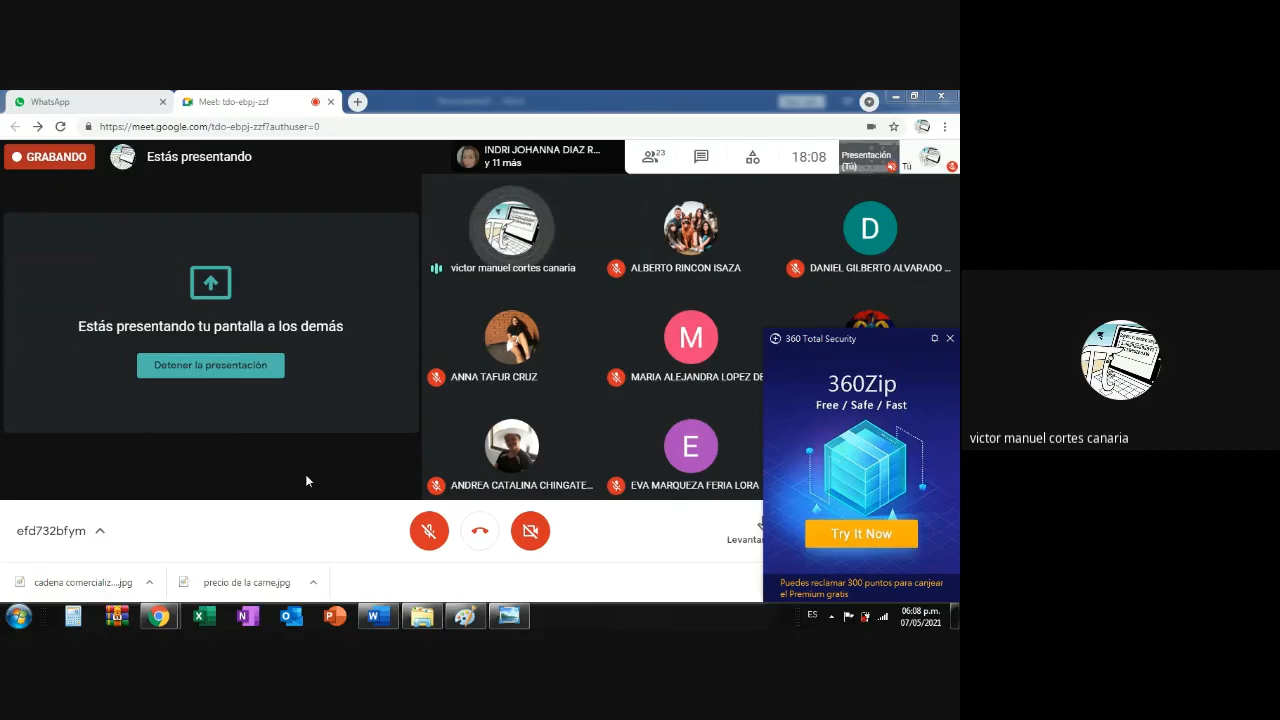 WhatsApp
Meet: tdo-ebpj-zzf
https://meet.google.com/tdo-ebpj-zzf?authuser=0
GRABANDO
Estás presentando
INDRI JOHANNA DIAZ R...
y 11 más
23
18:08
Presentación
(Tú)
Tú
Estás presentando tu pantalla a los demás
Detener la presentación
victor manuel cortes canaria
ALBERTO RINCON ISAZA
D
DANIEL GILBERTO ALVARADO ...
ANNA TAFUR CRUZ
M
MARIA ALEJANDRA LOPEZ DE
ANDREA CATALINA CHINGATE...
E
EVA MARQUEZA FERIA LORA
360 Total Security
360Zip
Free / Safe / Fast
Try It Now
Puedes reclamar 300 puntos para canjear
el Premium gratis
efd732bfym
Levantar
cadena comercializ....jpg
precio de la carne.jpg
ES
06:08 p.m.
07/05/2021
victor manuel cortes canaria